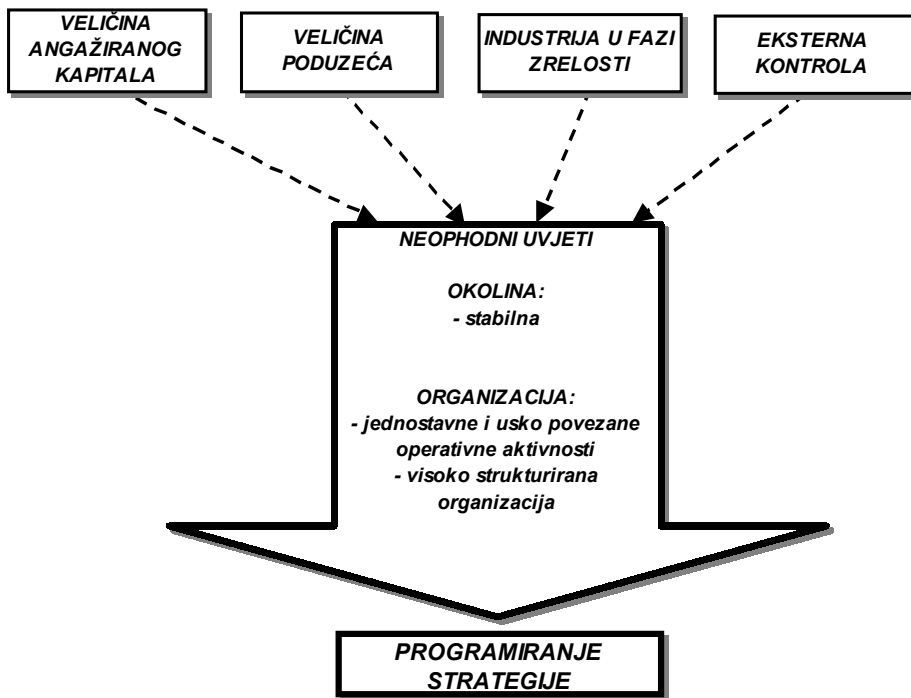 VELIČINA
ANGAŽIRANOG
KAPITALA
VELIČINA
PODUZEĆA
INDUSTRIJA U FAZI
ZRELOSTI
EKSTERNA
KONTROLA
NEOPHODNI UVJETI
OKOLINA:
- stabilna
ORGANIZACIJA:
- jednostavne i usko povezane
operativne aktivnosti
- visoko strukturirana
organizacija
PROGRAMIRANJE
STRATEGIJE